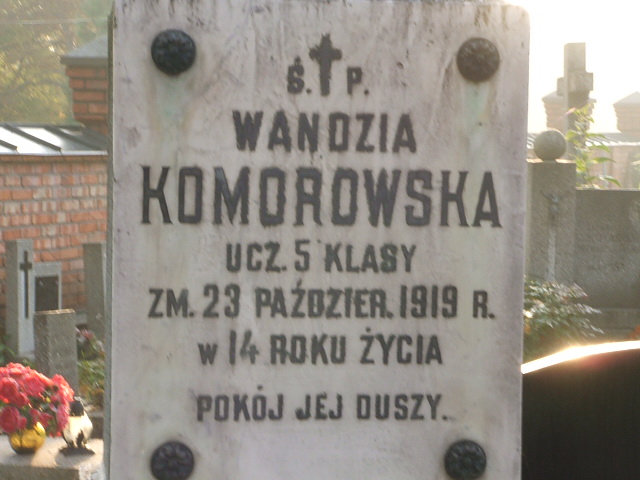 Ś. P.
WANDZIA
KOMOROWSKA
UCZ. 5 KLASY
ZM. 23 PAŹDZIER. 1919 R.
W 14 ROKU ŻYCIA
POKÓJ JEJ DUSZY.